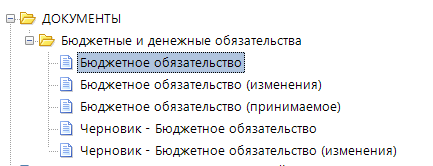 ДОКУМЕНТЫ
Бюджетные и денежные обязательства
Бюджетное обязательство
Бюджетное обязательство (изменения)
Бюджетное обязательство (принимаемое)
Черновик - Бюджетное обязательство
Черновик - Бюджетное обязательство (изменения)